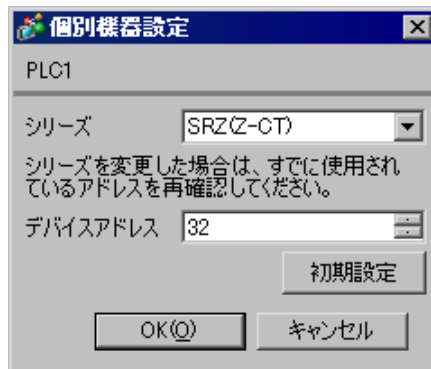 個別機器設定
PLC1
シリーズ SRZ(Z-CT)
シリーズを変更した場合は、すでに使用され
ているアドレスを再確認してください。
デバイスアドレス 32
初期設定
OK(O) キャンセル